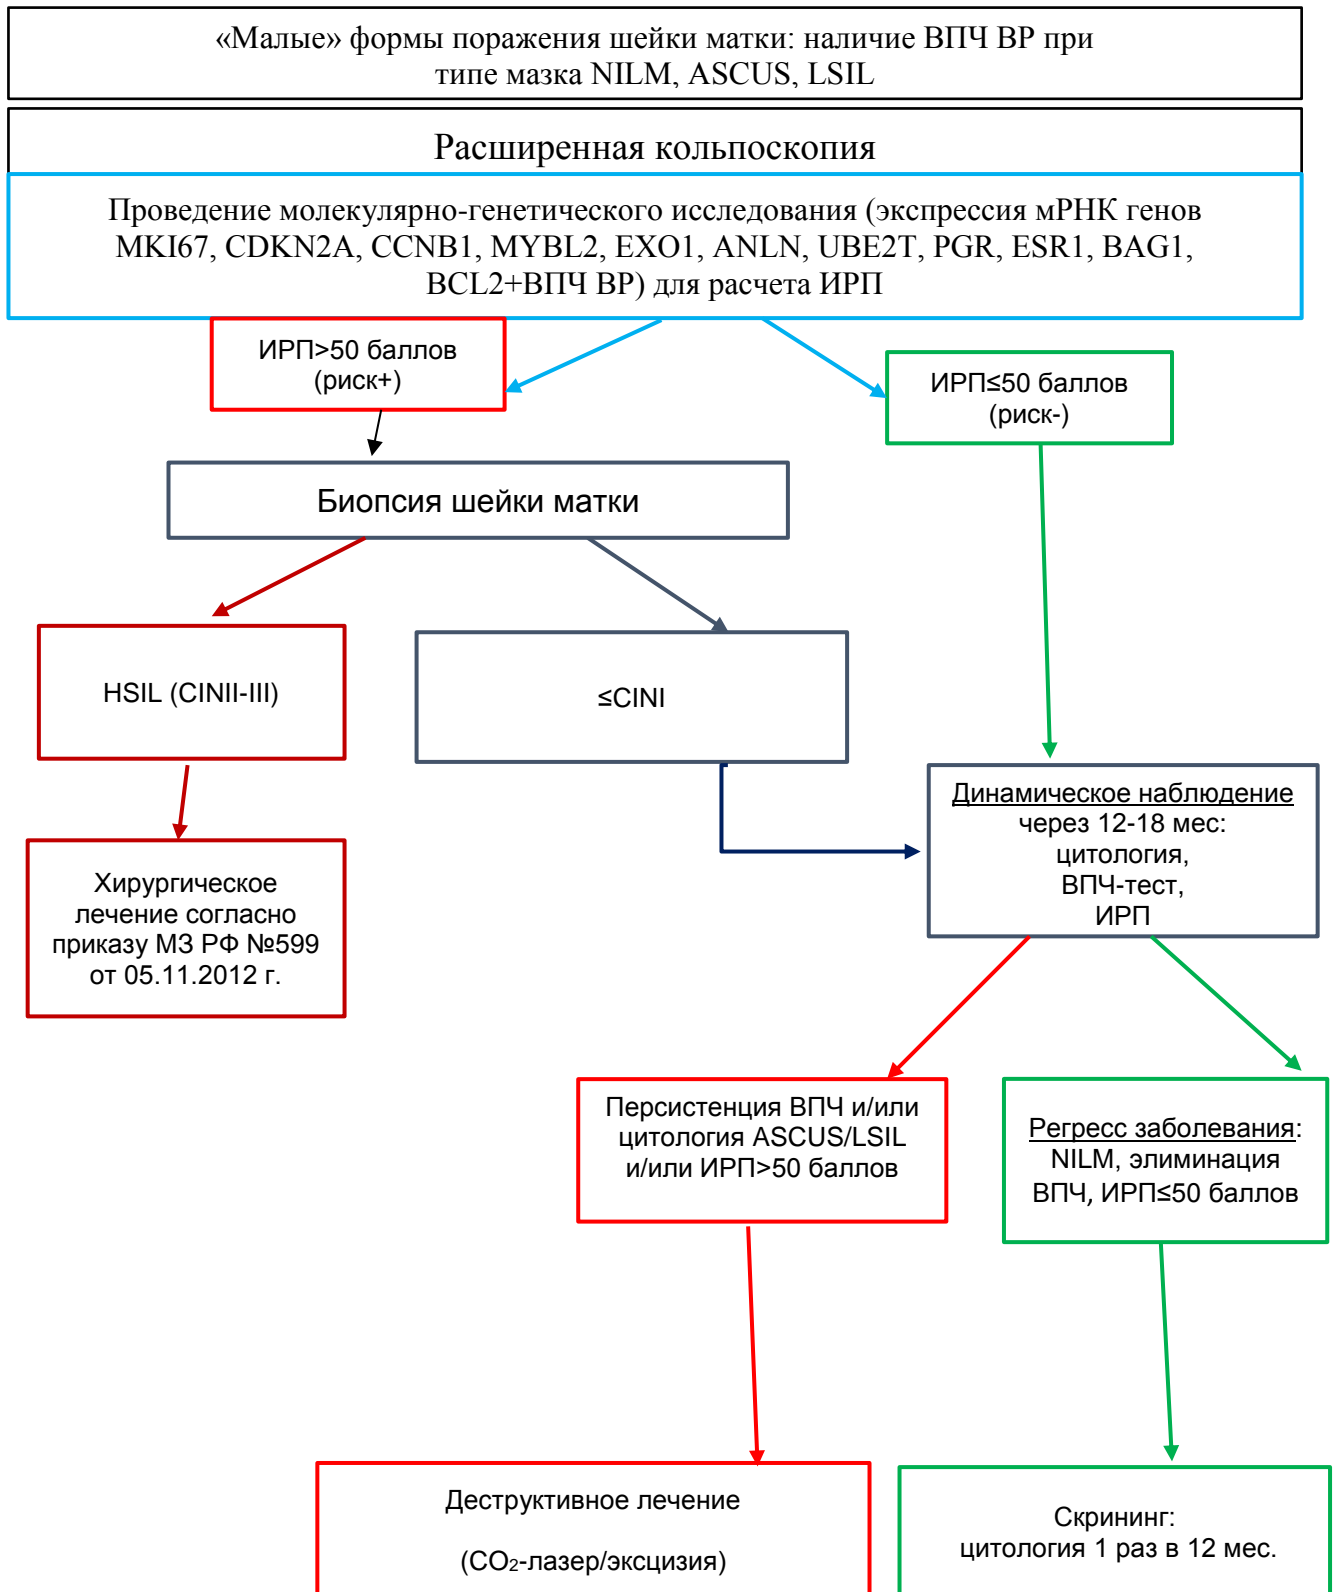 «Малые» формы поражения шейки матки: наличие ВПЧ ВР при
типе мазка NILM, ASCUS, LSIL
Расширенная кольпоскопия
Проведение молекулярно-генетического исследования (экспрессия мРНК генов
MKI67, CDKN2A, CCNB1, MYBL2, EXO1, ANLN, UBE2T, PGR, ESR1, BAG1,
BCL2+ВПЧ ВР) для расчета ИРП
ИРП>50 баллов
(риск+)
ИРП≤50 баллов
(риск-)
Биопсия шейки матки
HSIL (CINII-III)
≤CINI
Динамическое наблюдение
через 12-18 мес:
цитология,
ВПЧ-тест,
ИРП
Хирургическое
лечение согласно
приказу МЗ РФ №599
от 05.11.2012 г.
Персистенция ВПЧ и/или
цитология ASCUS/LSIL
и/или ИРП>50 баллов
Регресс заболевания:
NILM, элиминация
ВПЧ, ИРП≤50 баллов
Деструктивное лечение
(СО₂-лазер/эксцизия)
Скрининг:
цитология 1 раз в 12 мес.